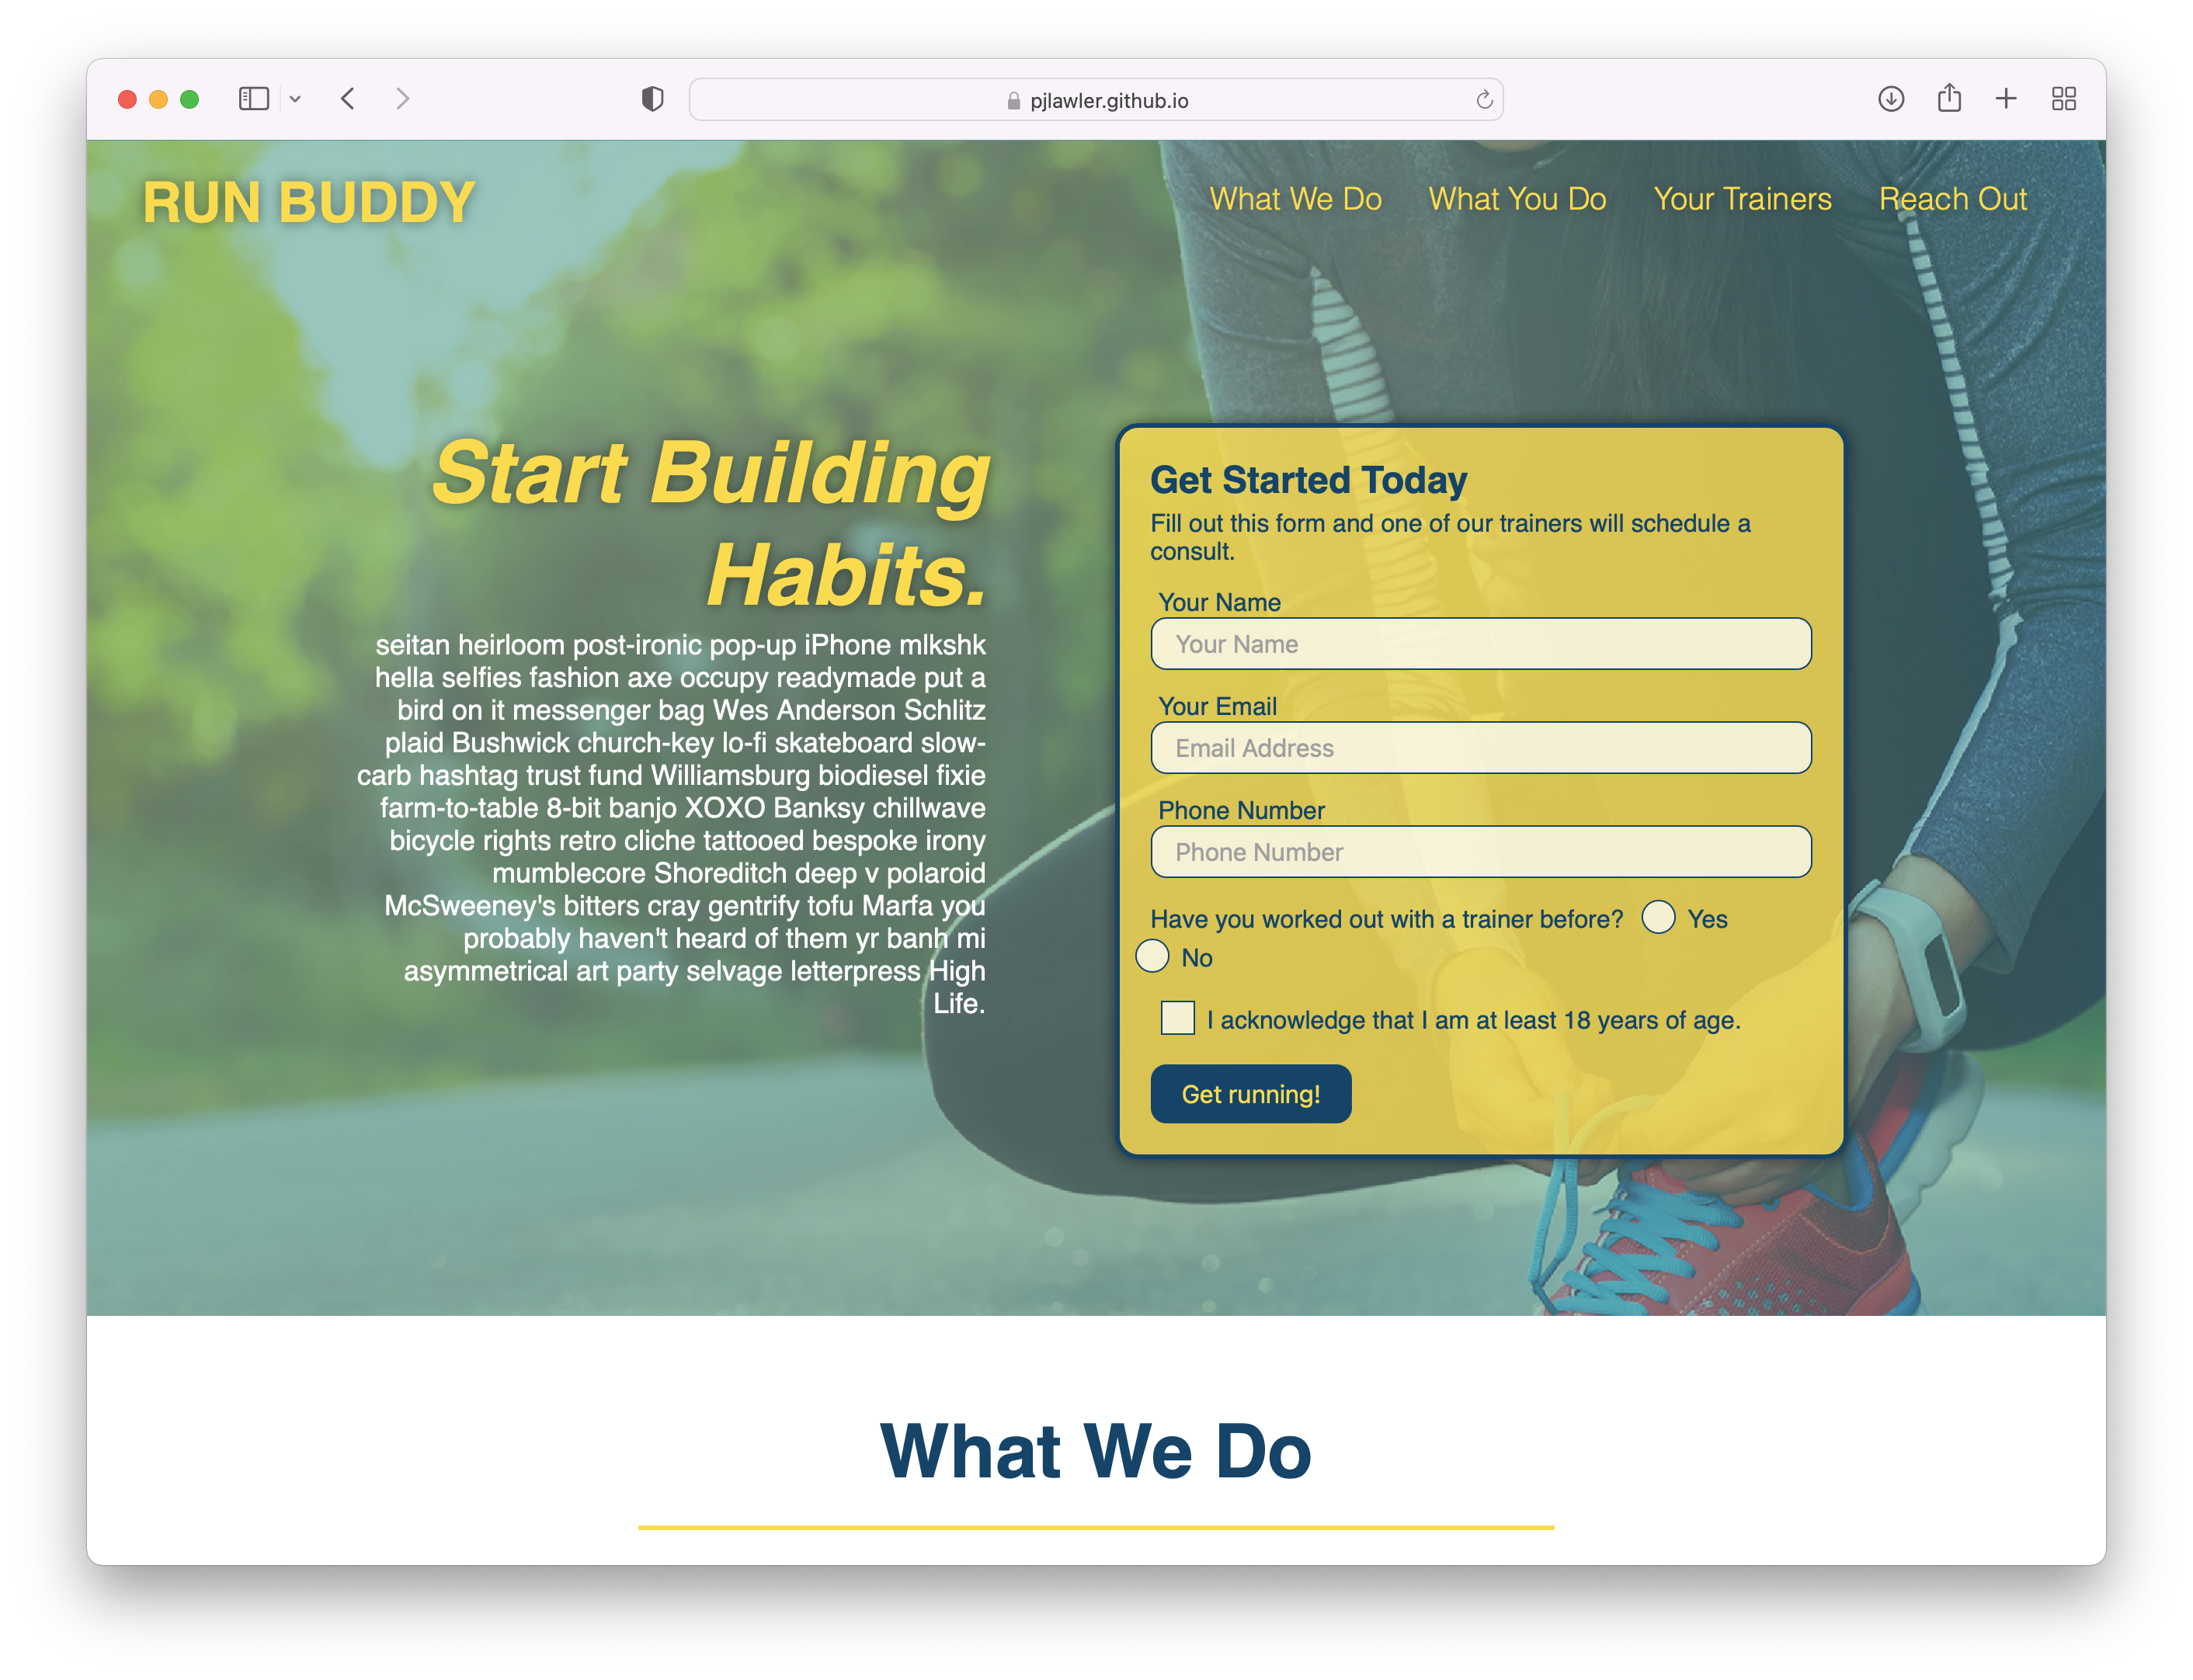 pjlawler.github.io
RUN BUDDY
What We Do What You Do Your Trainers Reach Out
Start Building
Habits.
seitan heirloom post-ironic pop-up iPhone mlkshk
hella selfies fashion axe occupy readymade put a
bird on it messenger bag Wes Anderson Schlitz
plaid Bushwick church-key lo-fi skateboard slow-
carb hashtag trust fund Williamsburg biodiesel fixie
farm-to-table 8-bit banjo XOXO Banksy chillwave
bicycle rights retro cliche tattooed bespoke irony
mumblecore Shoreditch deep v polaroid
McSweeney's bitters cray gentrify tofu Marfa you
probably haven't heard of them yr banh mi
asymmetrical art party selvage letterpress High
Life.
Get Started Today
Fill out this form and one of our trainers will schedule a
consult.
Your Name
Your Name
Your Email
Email Address
Phone Number
Phone Number
Have you worked out with a trainer before? Yes
No
I acknowledge that I am at least 18 years of age.
Get running!
What We Do